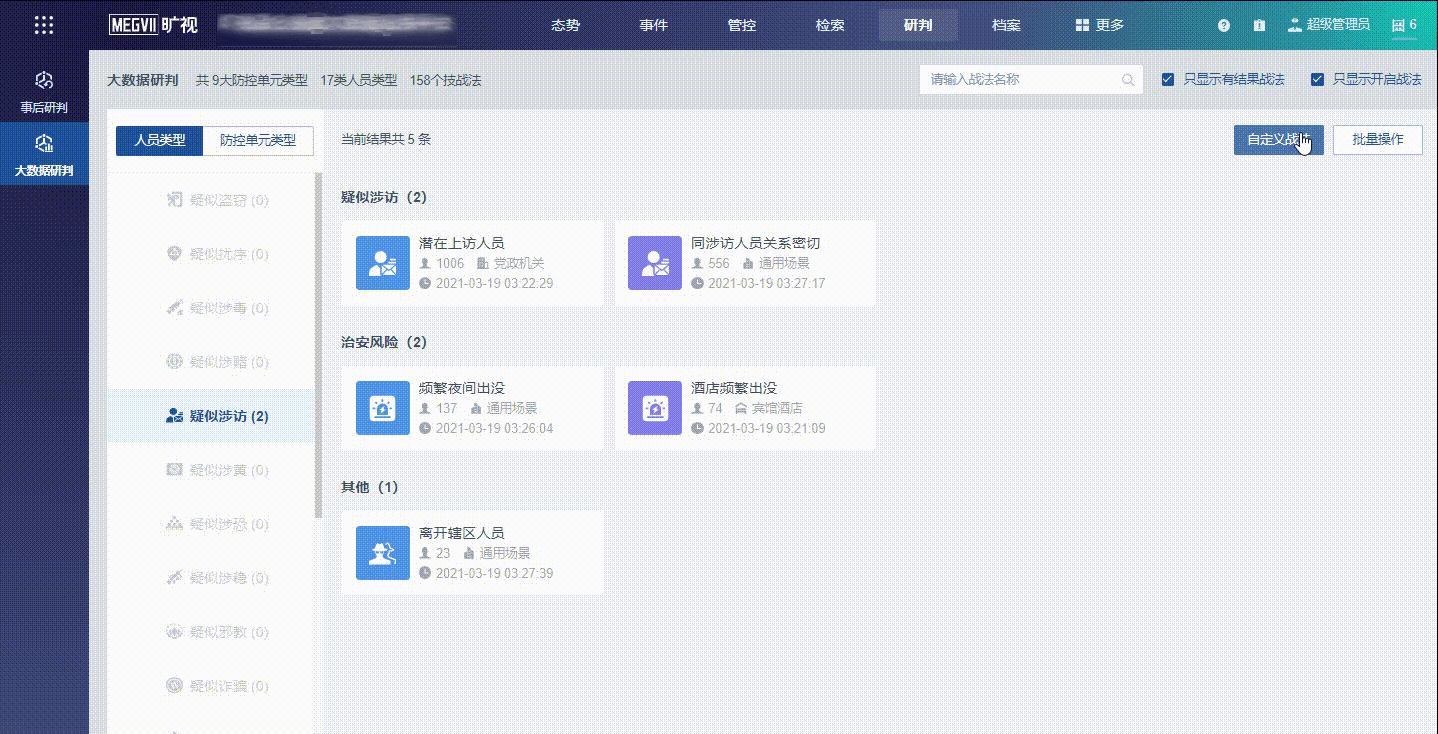 MEGVII 旷视 态势 事件 管控 检索 研判 档案 更多 超级管理员 6
事后研判
大数据研判
大数据研判 共 9大防控单元类型 17类人员类型 158个技战法 请输入战法名称 只显示有结果战法 只显示开启战法
人员类型 防控单元类型
当前结果共 5 条 自定义战 批量操作
疑似盗窃 (0)
疑似扰序 (0)
疑似涉毒 (0)
疑似涉赌 (0)
疑似涉访 (2)
疑似涉黄 (0)
疑似涉恐 (0)
疑似涉稳 (0)
疑似邪教 (0)
疑似诈骗 (0)
疑似涉访（2）
潜在上访人员
1006 党政机关
2021-03-19 03:22:29
同涉访人员关系密切
556 通用场景
2021-03-19 03:27:17
治安风险（2）
频繁夜间出没
137 通用场景
2021-03-19 03:26:04
酒店频繁出没
74 宾馆酒店
2021-03-19 03:21:09
其他（1）
离开辖区人员
23 通用场景
2021-03-19 03:27:39